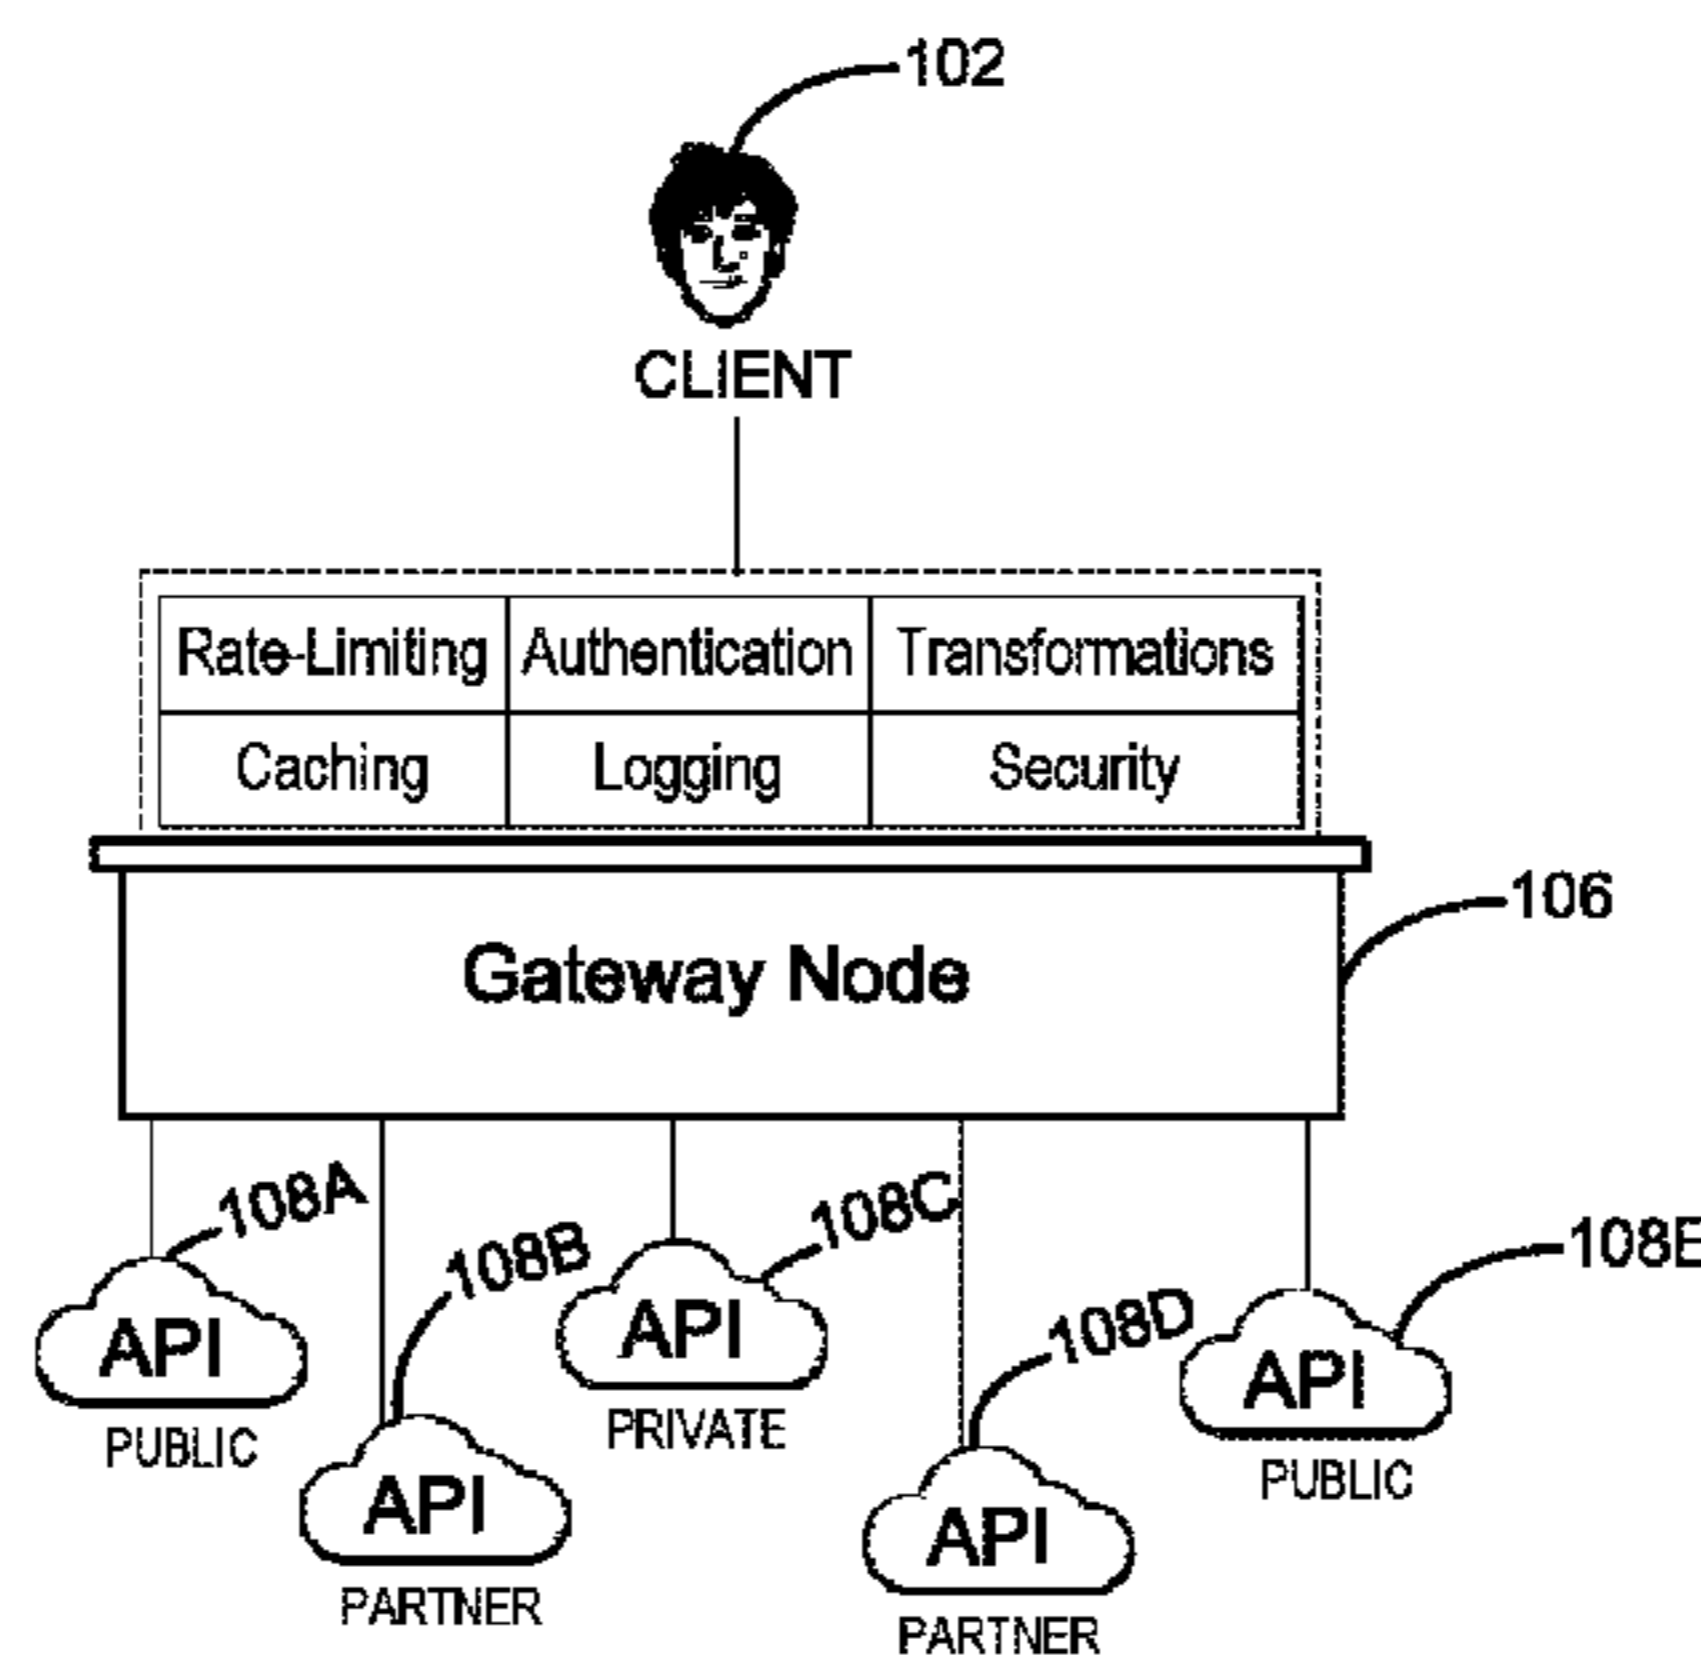 102
CLIENT
Rate-Limiting Authentication Transformations
Caching Logging Security
106
Gateway Node
108A
108B
108C
108D
108E
API
PUBLIC
API
PARTNER
API
PRIVATE
API
PARTNER
API
PUBLIC